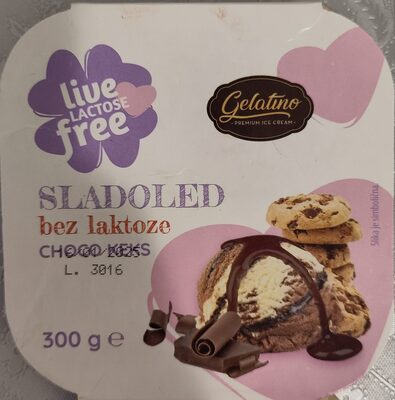 live
LACTOSE
free
Gelatino
- PREMIUM ICE CREAM -
SLADOLED
bez laktoze
CHOCO KEKS
L. 3016
300 g e
Slika je simbolična.